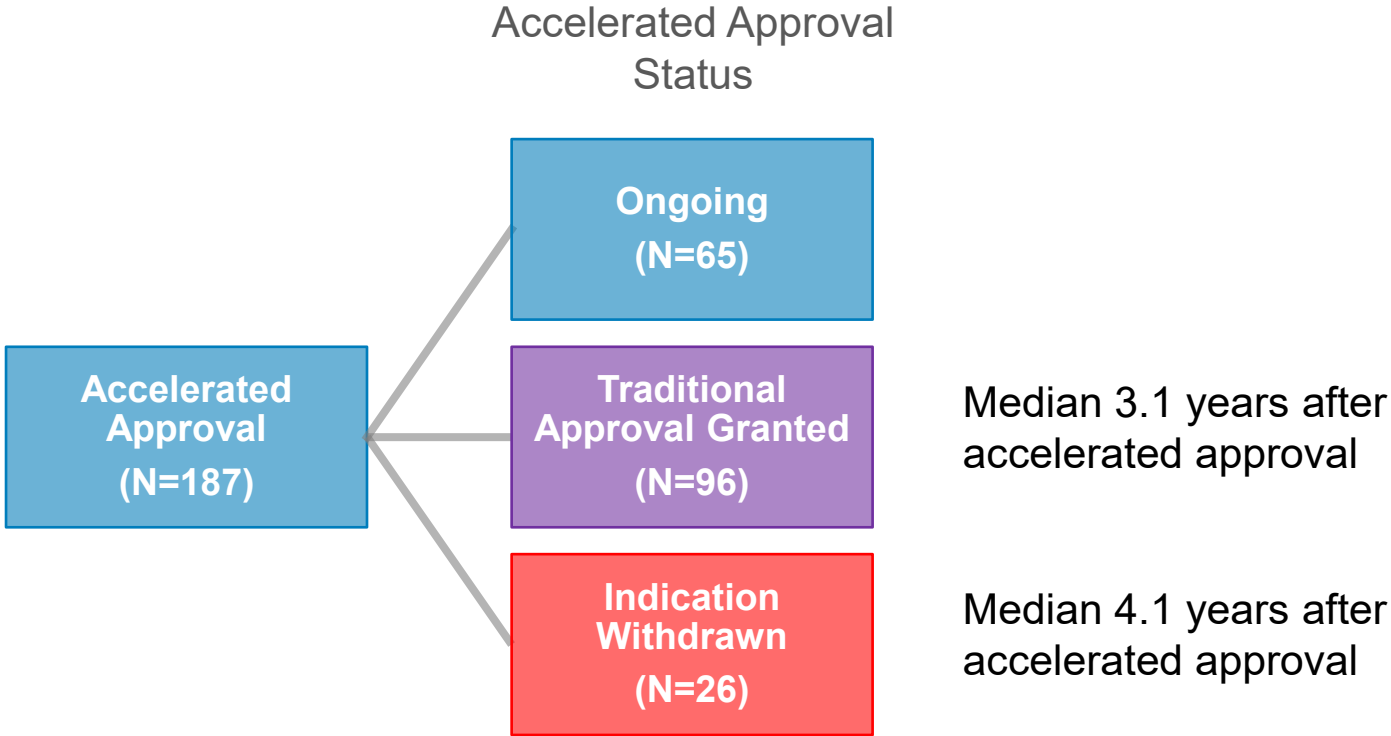 Accelerated Approval
Status
Ongoing
(N=65)
Accelerated
Approval
(N=187)
Traditional
Approval Granted
(N=96)
Median 3.1 years after
accelerated approval
Indication
Withdrawn
(N=26)
Median 4.1 years after
accelerated approval